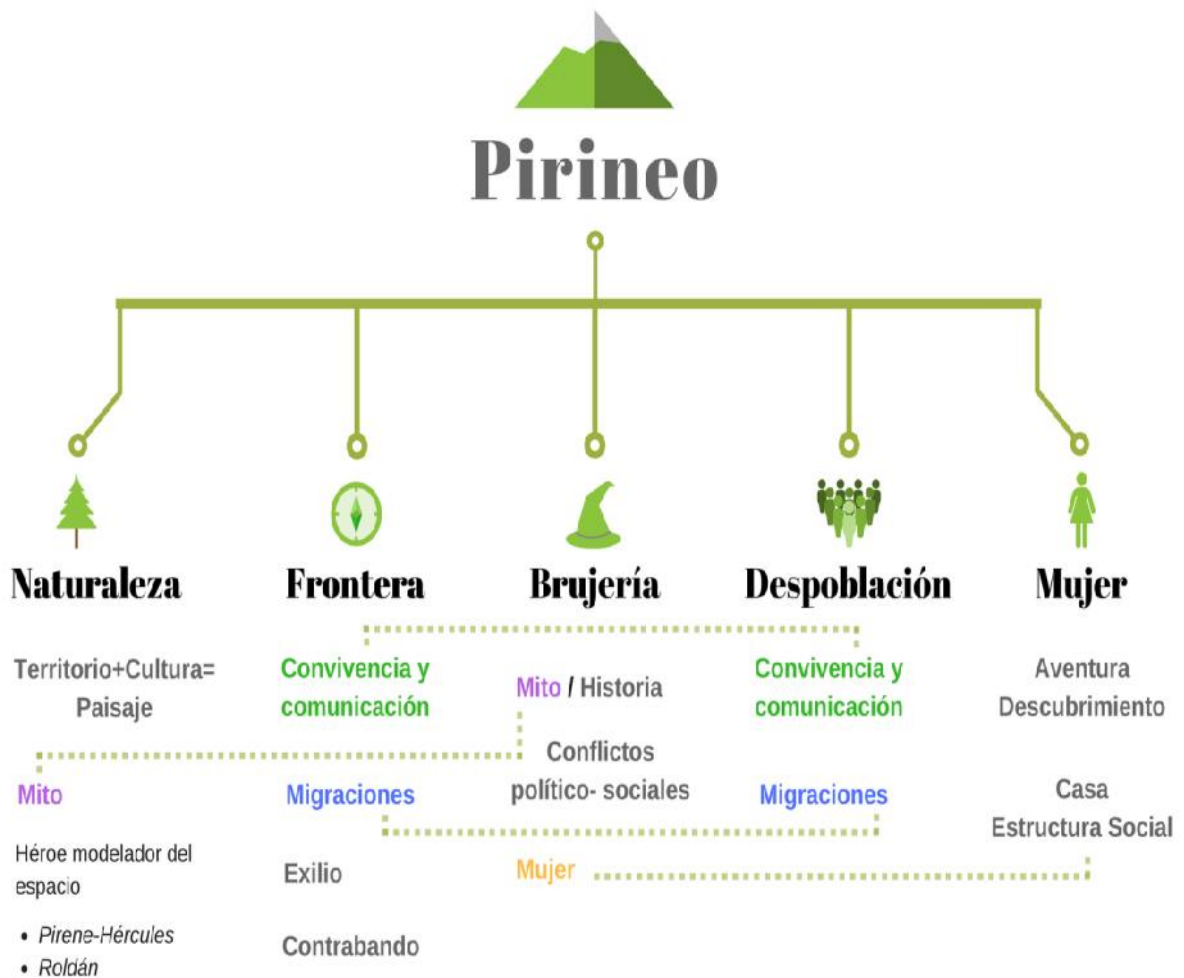 Pirineo
Naturaleza
Frontera
Brujería
Despoblación
Mujer
Territorio+Cultura=
Paisaje
Mito
Héroe modelador del
espacio
• Pirene-Hércules
• Roldán
Convivencia y
comunicación
Migraciones
Exilio
Contrabando
Mito / Historia
Conflictos
político- sociales
Mujer
Convivencia y
comunicación
Migraciones
Aventura
Descubrimiento
Casa
Estructura Social